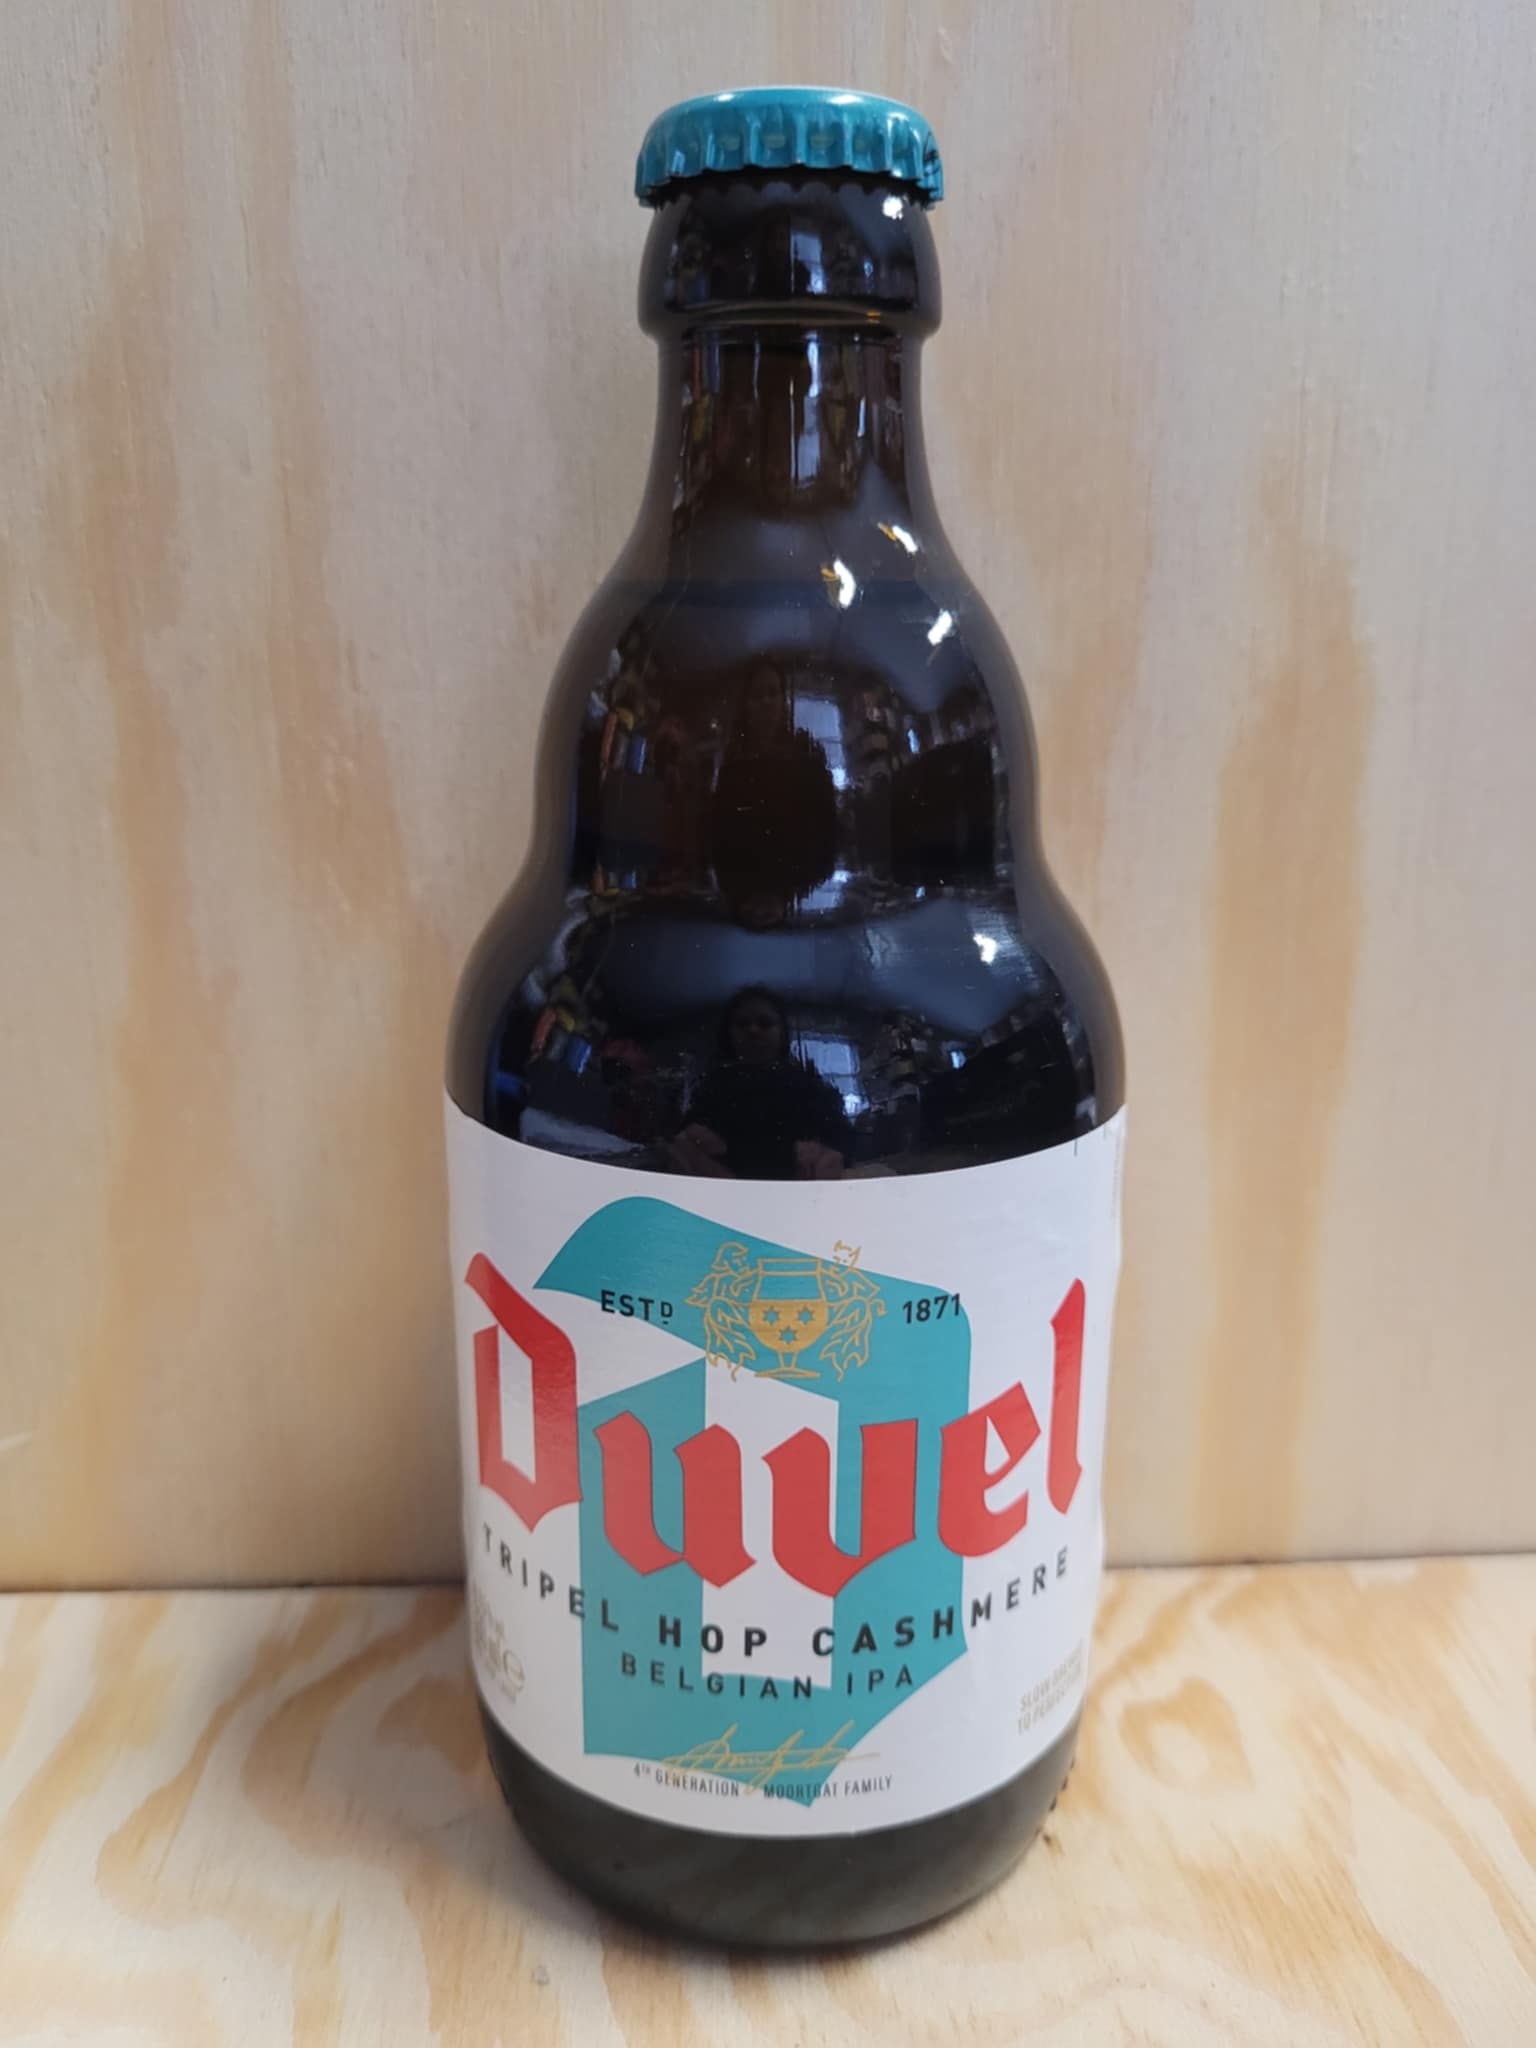 ESTD 1871
Duvel
TRIPEL HOP CASHMERE
BELGIAN IPA
4TH GENERATION MOORTGAT FAMILY